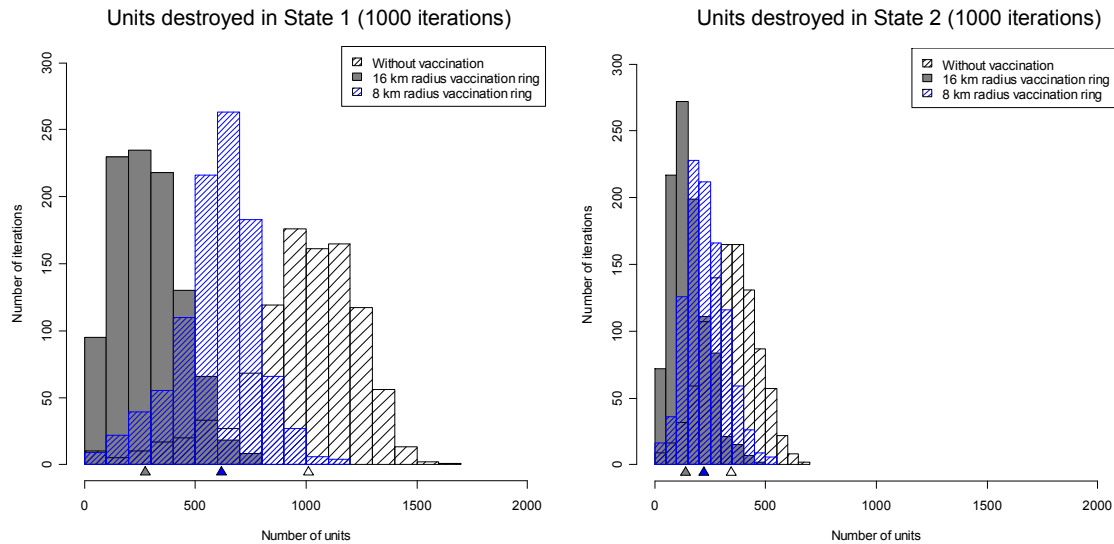 Units destroyed in State 1 (1000 iterations)
Without vaccination
16 km radius vaccination ring
8 km radius vaccination ring
Number of iterations
300
250
200
150
100
50
0
0 500 1000 1500 2000
Number of units
Units destroyed in State 2 (1000 iterations)
Without vaccination
16 km radius vaccination ring
8 km radius vaccination ring
Number of iterations
300
250
200
150
100
50
0
0 500 1000 1500 2000
Number of units